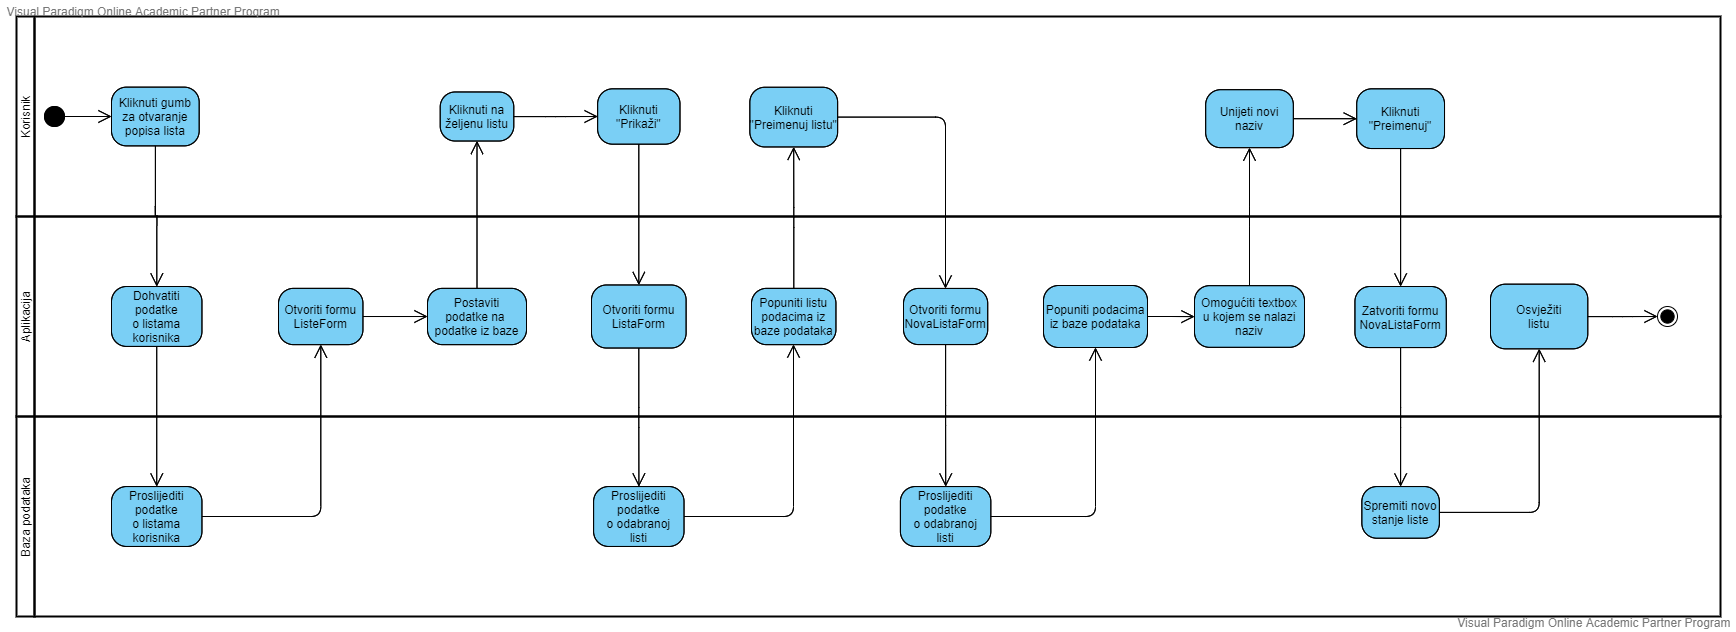 Visual Paradigm Online Academic Partner Program
Korisnik
Kliknuti gumb
za otvaranje
popisa lista
Kliknuti na
željenu listu
Kliknuti
"Prikaži"
Kliknuti
"Preimenuj listu"
Unijeti novi
naziv
Kliknuti
"Preimenuj"
Aplikacija
Dohvatiti
podatke
o listama
korisnika
Otvoriti formu
ListeForm
Postaviti
podatke na
podatke iz baze
Otvoriti formu
ListaForm
Popuniti listu
podacima iz
baze podataka
Otvoriti formu
NovaListaForm
Popuniti podacima
iz baze podataka
Omogućiti textbox
u kojem se nalazi
naziv
Zatvoriti formu
NovaListaForm
Osvježiti
listu
Baza podataka
Proslijediti
podatke
o listama
korisnika
Proslijediti
podatke
o odabranoj
listi
Proslijediti
podatke
o odabranoj
listi
Spremiti novo
stanje liste
Visual Paradigm Online Academic Partner Program